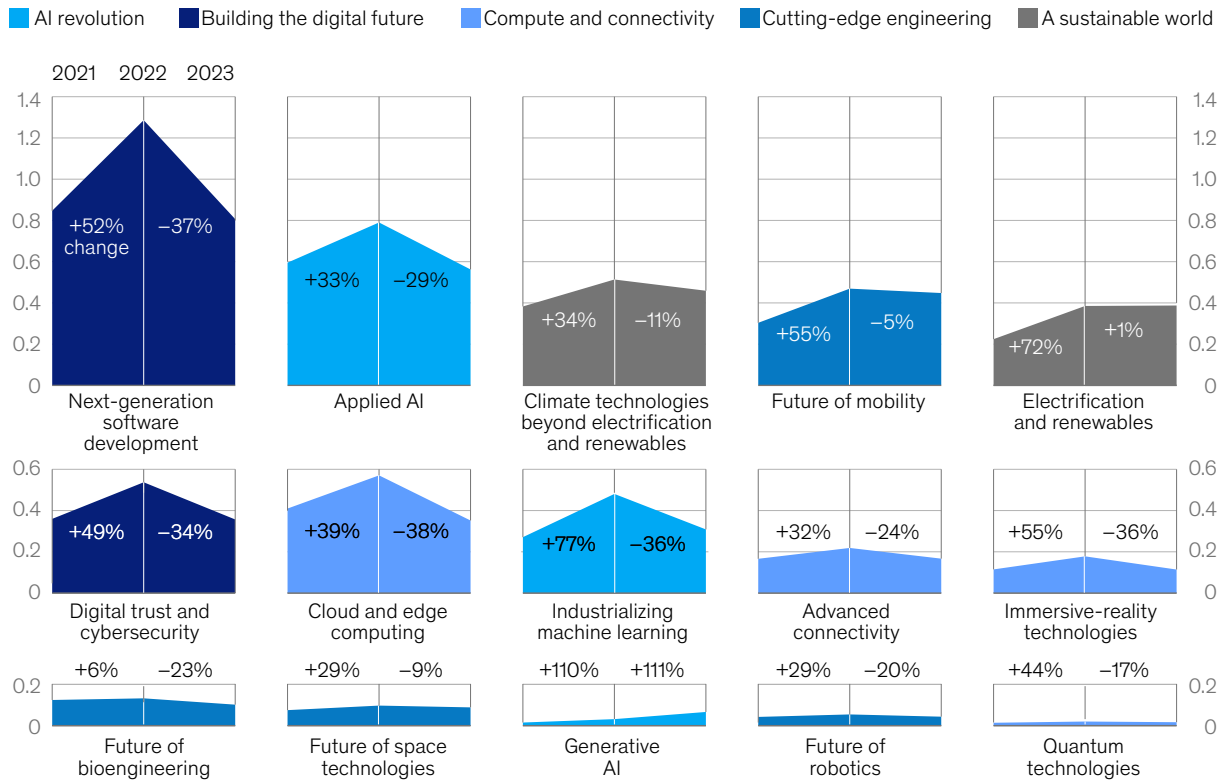 AI revolution Building the digital future Compute and connectivity Cutting-edge engineering A sustainable world
2021 2022 2023
1.4 1.4
1.2 1.2
1.0 1.0
0.8 0.8
0.6 0.6
0.4 0.4
0.2 0.2
0 0
+52% change –37%
+33% –29%
+34% –11%
+55% –5%
+72% +1%
Next-generation
software
development
Applied AI
Climate technologies
beyond electrification
and renewables
Future of mobility
Electrification
and renewables
0.6 0.6
0.4 0.4
0.2 0.2
0 0
+49% –34%
+39% –38%
+77% –36%
+32% –24%
+55% –36%
Digital trust and
cybersecurity
Cloud and edge
computing
Industrializing
machine learning
Advanced
connectivity
Immersive-reality
technologies
+6% –23%
+29% –9%
+110% +111%
+29% –20%
+44% –17%
0.2 0.2
0 0
Future of
bioengineering
Future of space
technologies
Generative
AI
Future of
robotics
Quantum
technologies